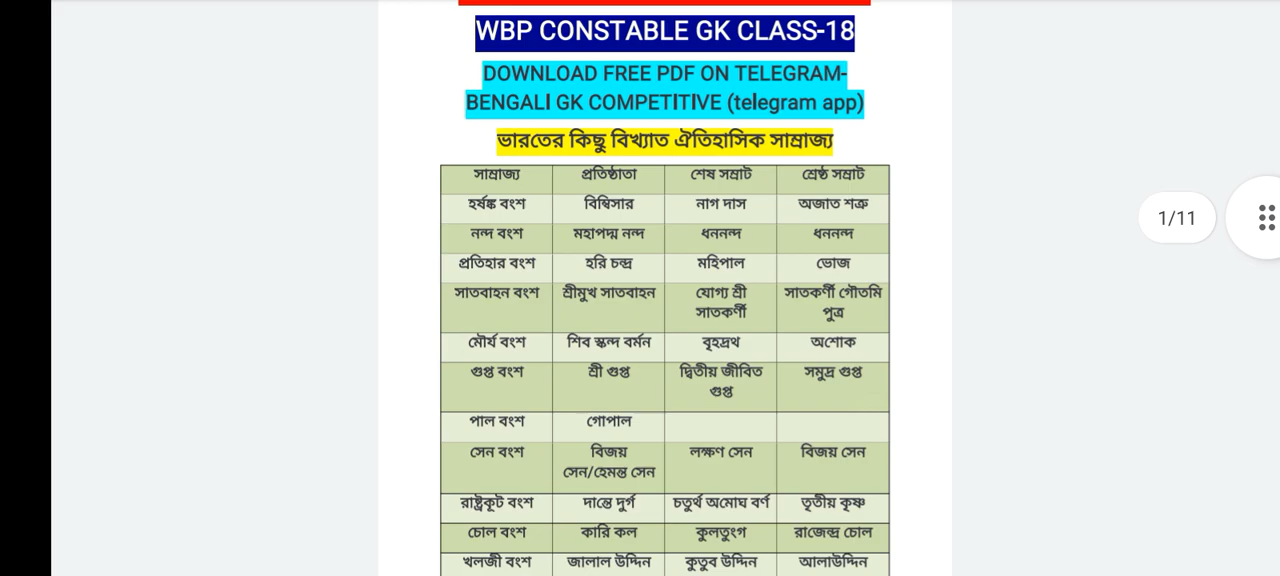 WBP CONSTABLE GK CLASS-18
DOWNLOAD FREE PDF ON TELEGRAM-
BENGALI GK COMPETITIVE (telegram app)
ভারতের কিছু বিখ্যাত ঐতিহাসিক সাম্রাজ্য
সাম্রাজ্য প্রতিষ্ঠাতা শেষ সম্রাট শ্রেষ্ঠ সম্রাট
হর্ষঙ্ক বংশ বিম্বিসার নাগ দাস অজাত শত্রু
নন্দ বংশ মহাপদ্ম নন্দ ধননন্দ ধননন্দ
প্রতিহার বংশ হরি চন্দ্র মহিপাল ভোজ
সাতবাহন বংশ শ্রীমুখ সাতবাহন যোগ্য শ্রী সাতকর্ণী গৌতমি
সাতকর্ণী পুত্র
মৌর্য বংশ শিব স্কন্দ বর্মন বৃহদ্রথ অশোক
গুপ্ত বংশ শ্রী গুপ্ত দ্বিতীয় জীবিত সমুদ্র গুপ্ত
গুপ্ত
পাল বংশ গোপাল
সেন বংশ বিজয় লক্ষণ সেন বিজয় সেন
সেন/হেমন্ত সেন
রাষ্ট্রকূট বংশ দান্তে দুর্গ চতুর্থ অমোঘ বর্ণ তৃতীয় কৃষ্ণ
চোল বংশ কারি কল কুলতুংগ রাজেন্দ্র চোল
খলজী বংশ জালাল উদ্দিন কুতুব উদ্দিন আলাউদ্দিন
1/11